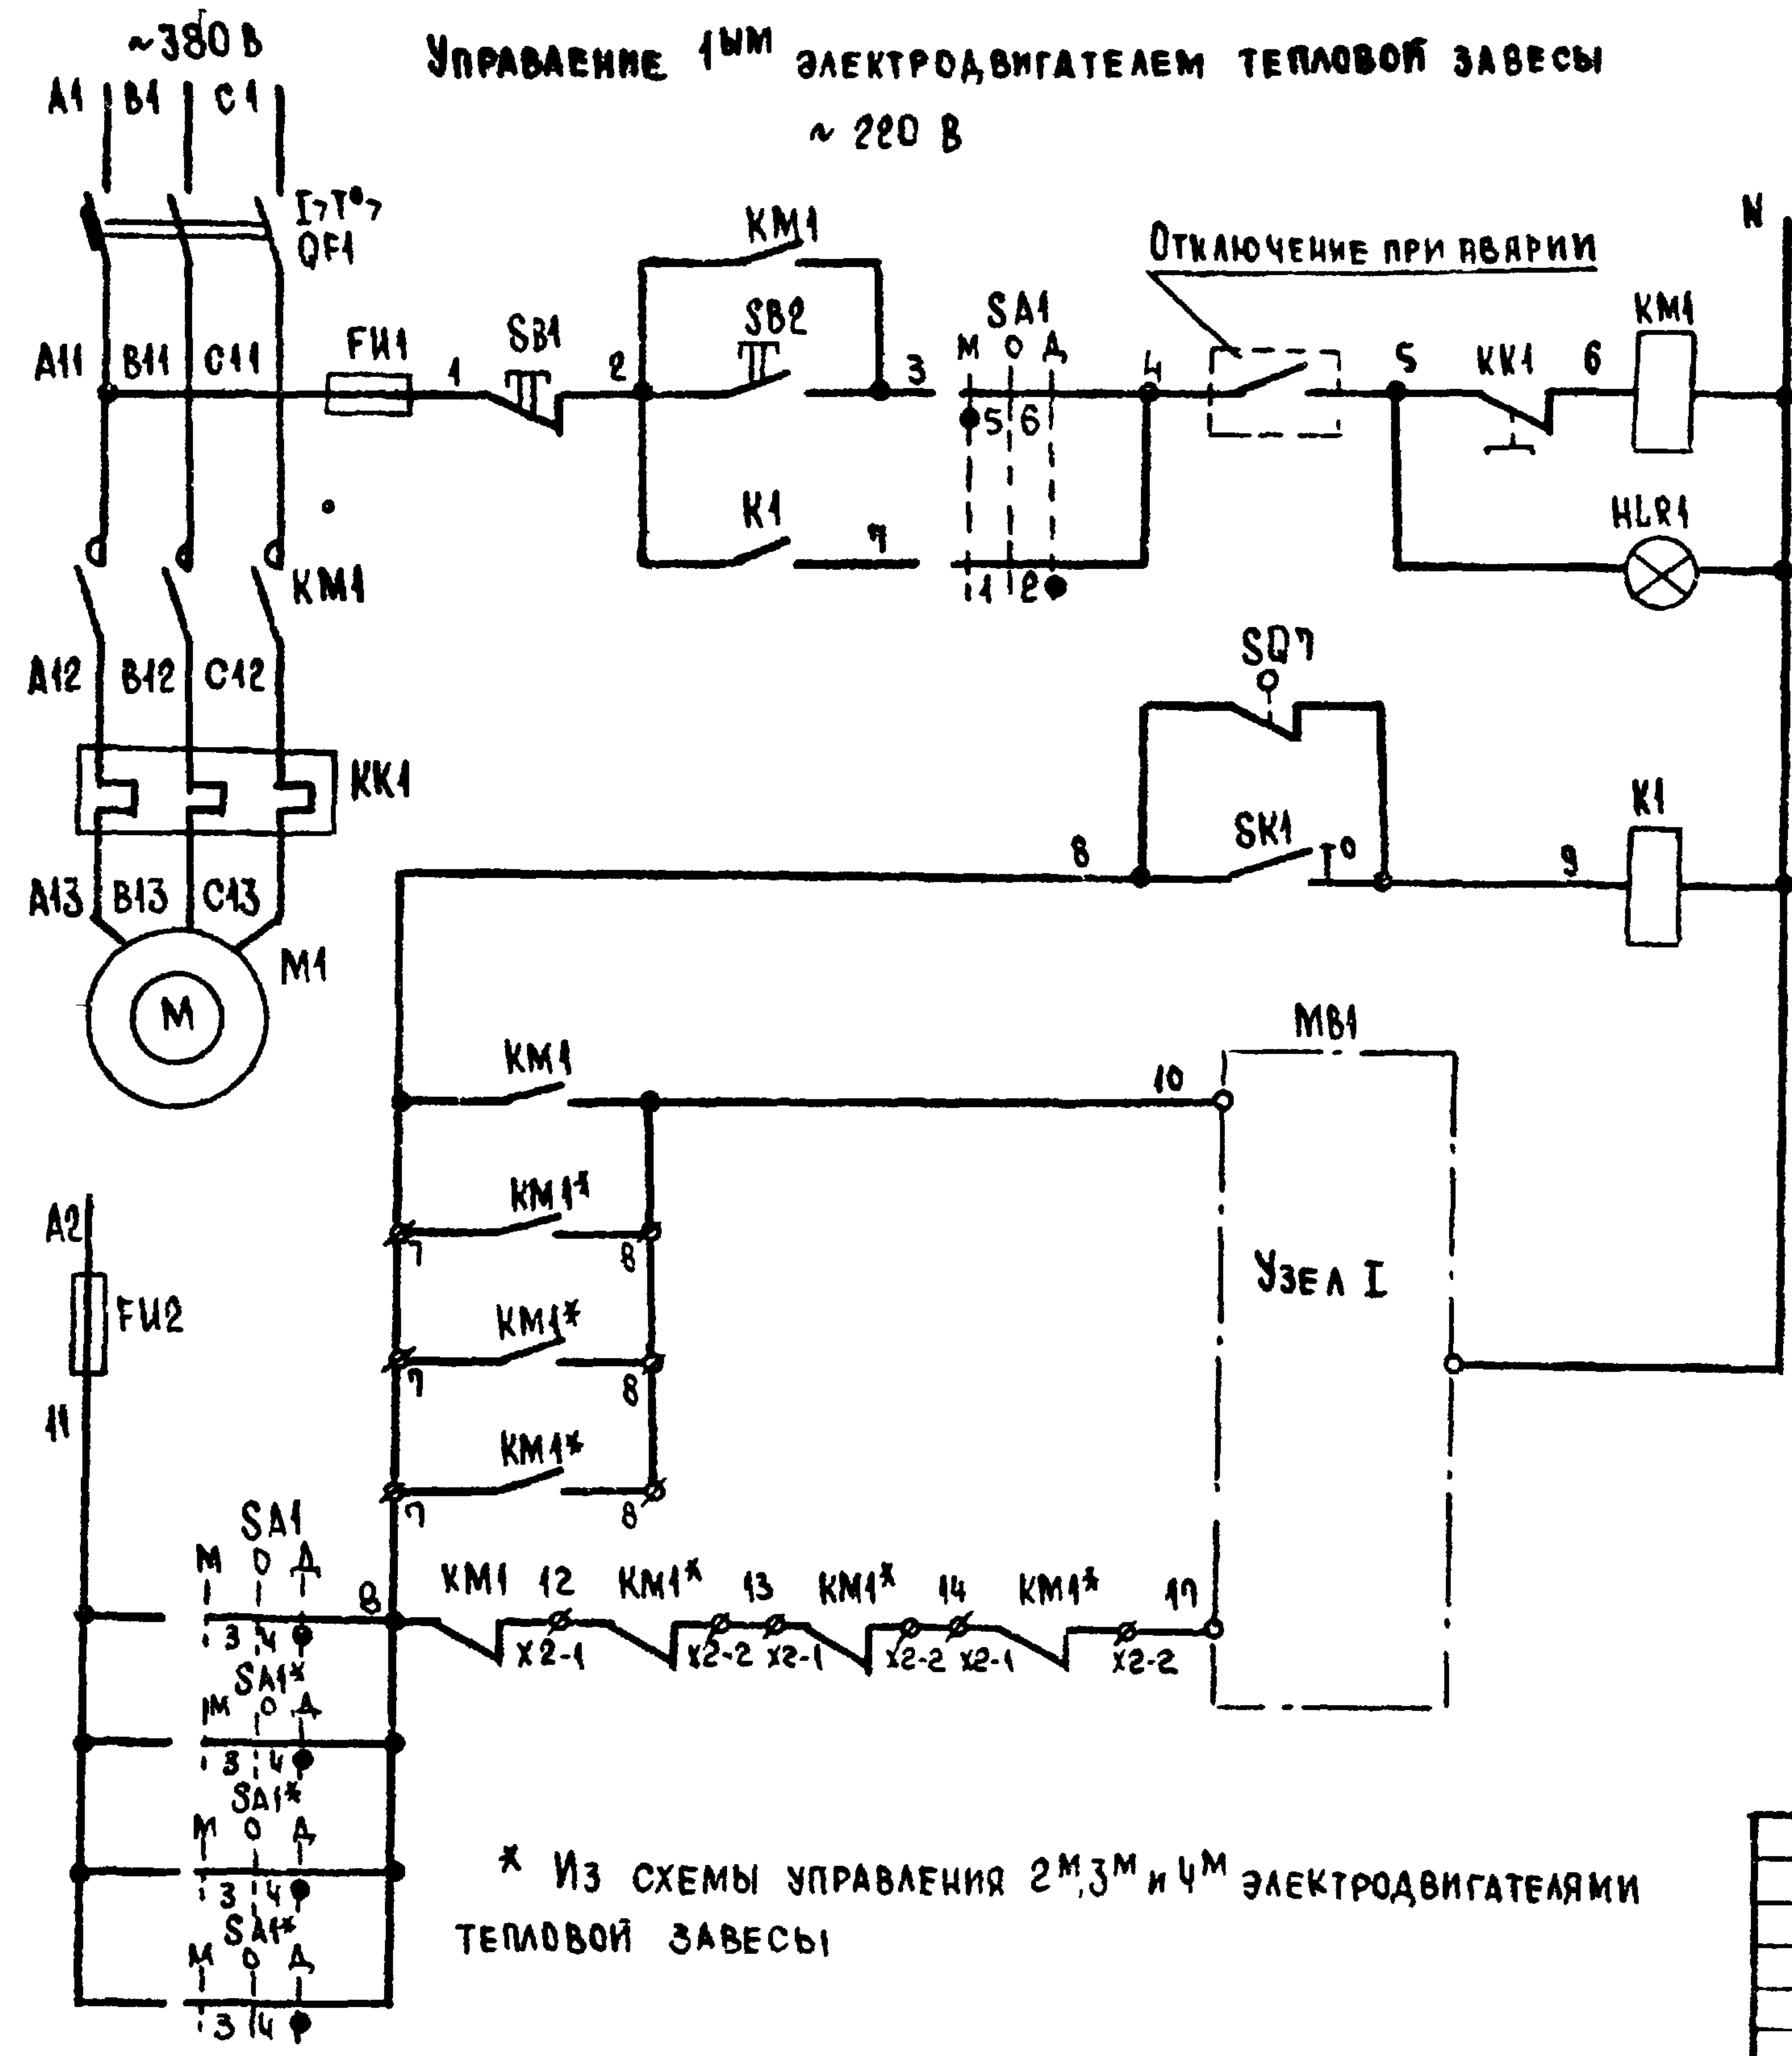 ~380 В
Управление 1ым электродвигателем тепловой завесы
~ 220 В
A1 B1 C1
I> T°>
QF1
N
KM1
Отключение при аварии
SB2
SA1
М О Д
KM1
A11 B11 C11
FU1
1
SB1
2
3
4
5
KK1
6
5 6
K1
7
HLR1
1 2
KM1
A12 B12 C12
SQ7
KK1
K1
8
SK1
9
A13 B13 C13
M1
M
MB1
KM1
10
A2
KM1*
7 8
Узел I
FU2
KM1*
7 8
11
KM1*
7 8
SA1
М О Д
8
KM1 12 KM1* 13 KM1* 14 KM1* 17
3 4
X2-1 X2-2 X2-1 X2-2 X2-1 X2-2
SA1*
М О Д
3 4
SA1*
М О Д
3 4
SA1*
М О Д
3 4
* Из схемы управления 2м,3м и 4м электродвигателями
тепловой завесы